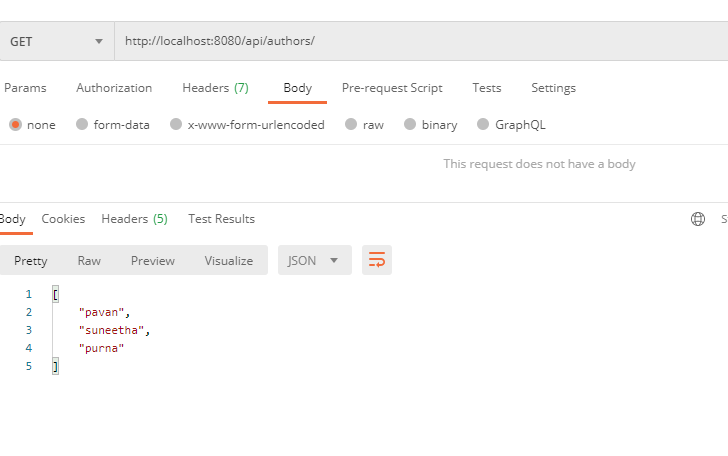 GET http://localhost:8080/api/authors/
Params Authorization Headers (7) Body Pre-request Script Tests Settings
none form-data x-www-form-urlencoded raw binary GraphQL
This request does not have a body
Body Cookies Headers (5) Test Results S
Pretty Raw Preview Visualize JSON
1 [
2 "pavan",
3 "suneetha",
4 "purna"
5 ]